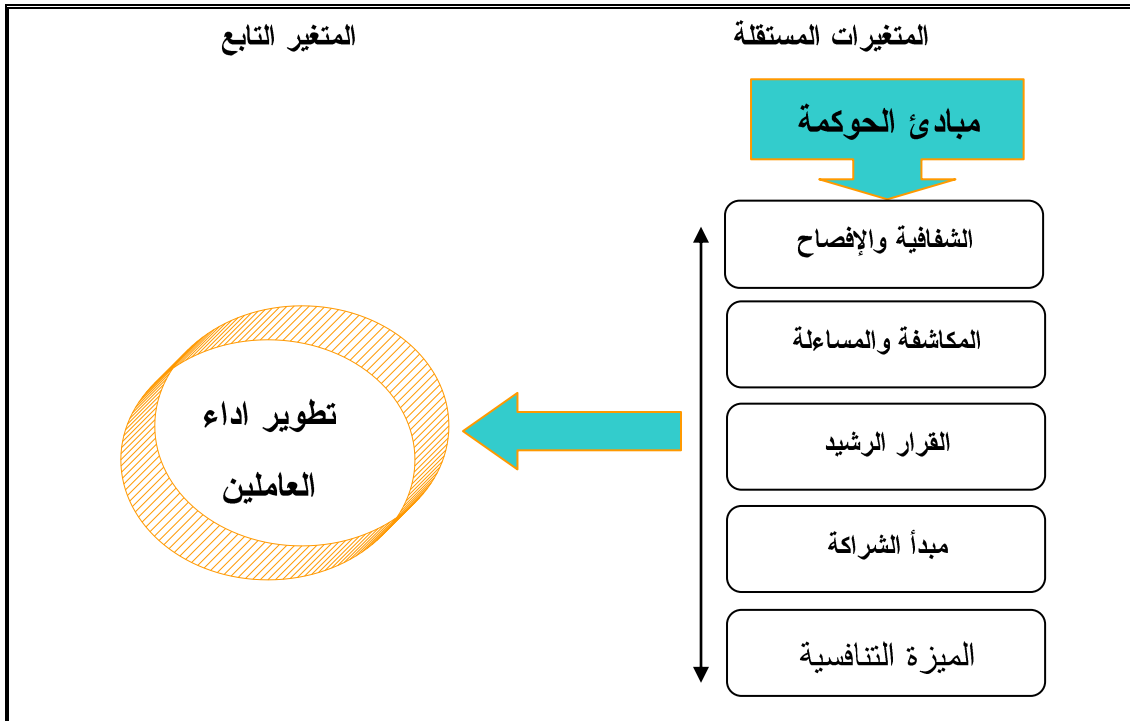 المتغيرات المستقلة
المتغير التابع
مبادئ الحوكمة
الشفافية والإفصاح
المكاشفة والمساءلة
القرار الرشيد
مبدأ الشراكة
الميزة التنافسية
تطوير اداء
العاملين